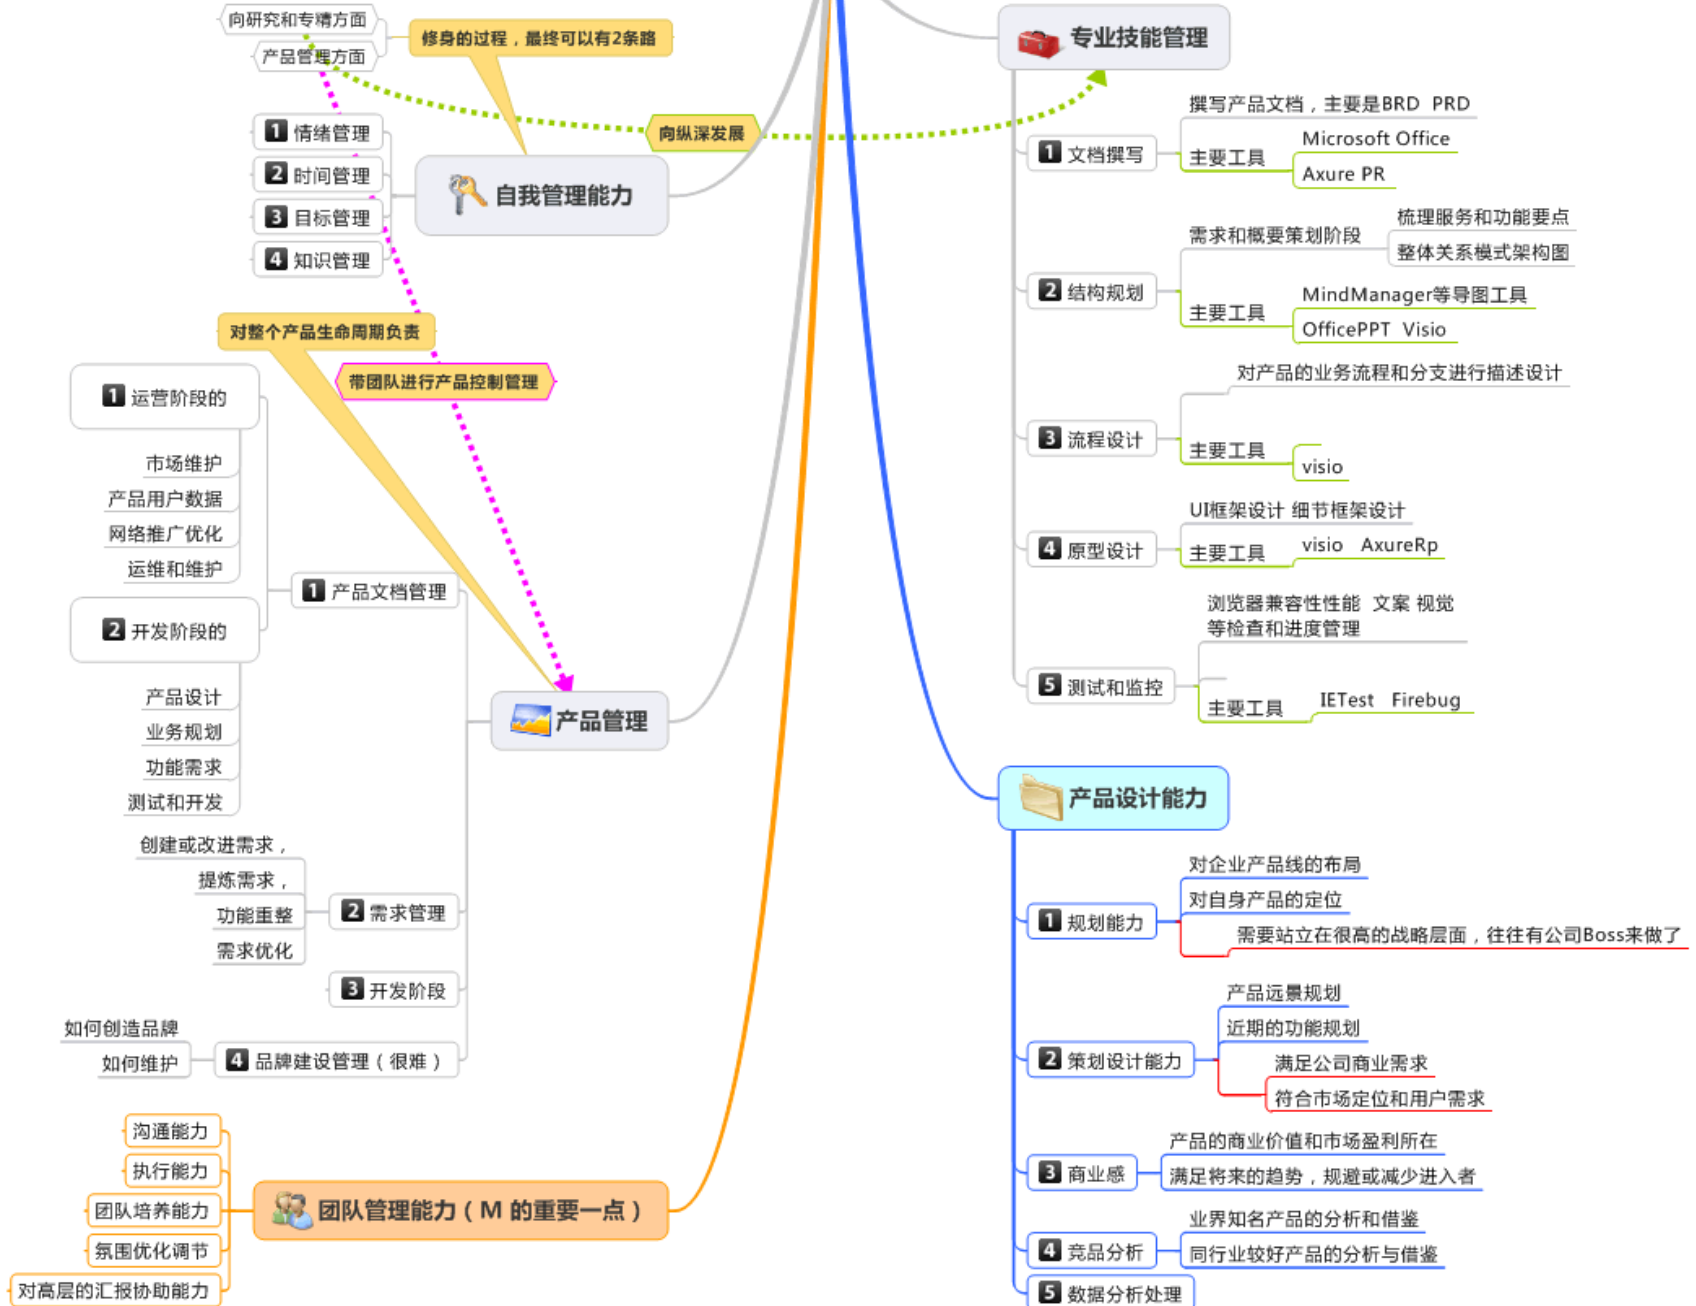 向研究和专精方面
产品管理方面
修身的过程，最终可以有2条路
向纵深发展
1 情绪管理
2 时间管理
3 目标管理
4 知识管理
自我管理能力
对整个产品生命周期负责
带团队进行产品控制管理
1 运营阶段的
市场维护
产品用户数据
网络推广优化
运维和维护
1 产品文档管理
2 开发阶段的
产品设计
业务规划
功能需求
测试和开发
产品管理
创建或改进需求，
提炼需求，
功能重整
需求优化
2 需求管理
3 开发阶段
如何创造品牌
如何维护
4 品牌建设管理（很难）
沟通能力
执行能力
团队培养能力
氛围优化调节
对高层的汇报协助能力
团队管理能力（M 的重要一点）
专业技能管理
撰写产品文档，主要是BRD PRD
1 文档撰写
主要工具
Microsoft Office
Axure PR
需求和概要策划阶段
梳理服务和功能要点
整体关系模式架构图
2 结构规划
主要工具
MindManager等导图工具
OfficePPT Visio
对产品的业务流程和分支进行描述设计
3 流程设计
主要工具
visio
UI框架设计 细节框架设计
4 原型设计
主要工具
visio AxureRp
浏览器兼容性性能 文案 视觉
等检查和进度管理
5 测试和监控
主要工具
IETest Firebug
产品设计能力
对企业产品线的布局
对自身产品的定位
1 规划能力
需要站立在很高的战略层面，往往有公司Boss来做了
产品远景规划
近期的功能规划
2 策划设计能力
满足公司商业需求
符合市场定位和用户需求
产品的商业价值和市场盈利所在
3 商业感
满足将来的趋势，规避或减少进入者
业界知名产品的分析和借鉴
4 竞品分析
同行业较好产品的分析与借鉴
5 数据分析处理